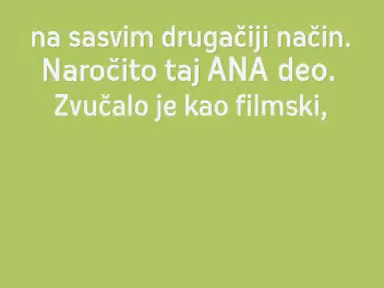 na sasvim drugačiji način.
Naročito taj ANA deo.
Zvučalo je kao filmski,